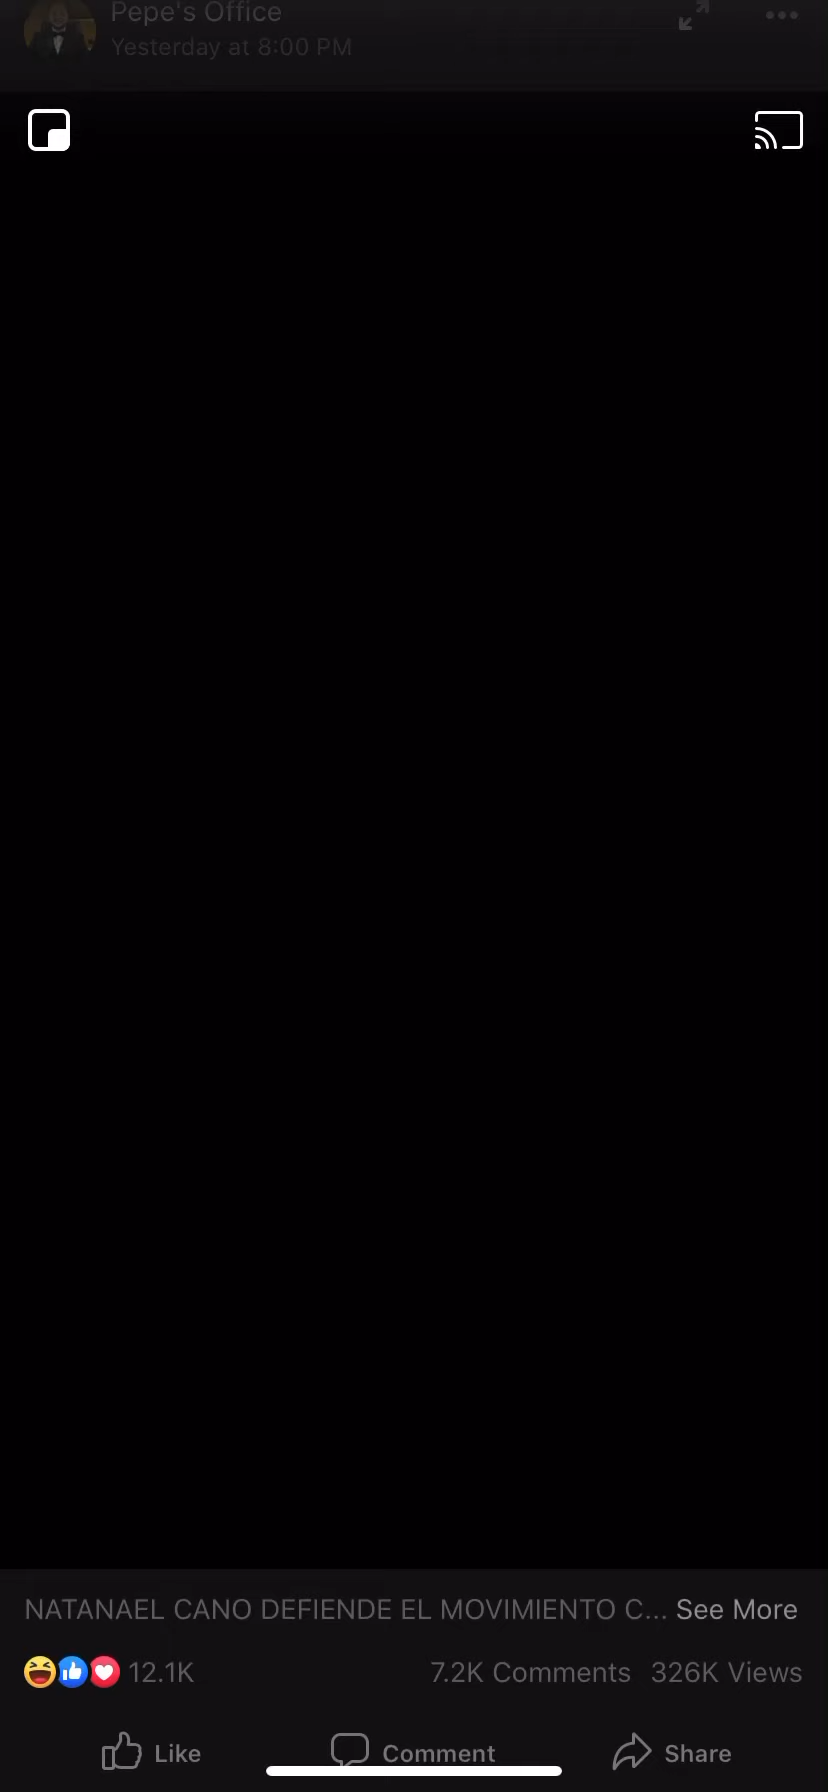 Pepe's Office
Yesterday at 8:00 PM
NATANAEL CANO DEFIENDE EL MOVIMIENTO C... See More
12.1K 7.2K Comments 326K Views
Like Comment Share